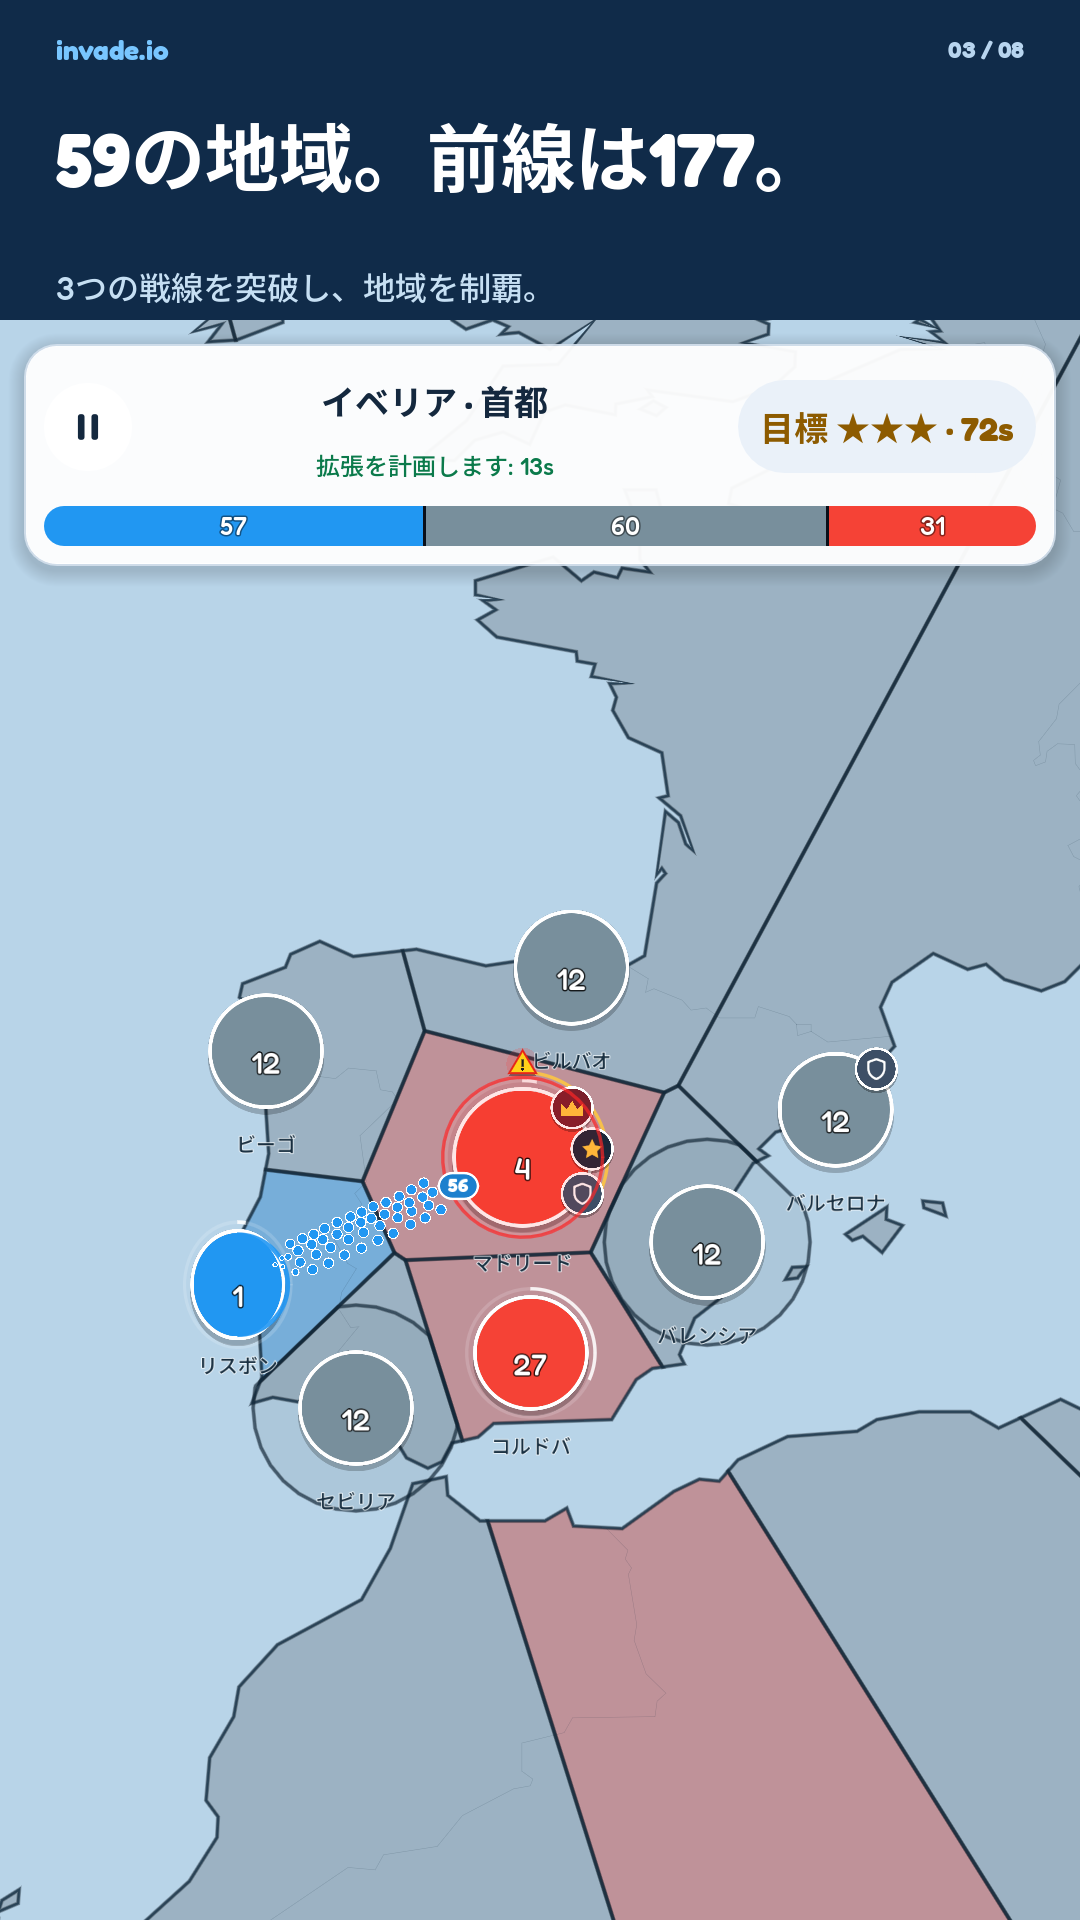 invade.io
03 / 08
59の地域。前線は177。
3つの戦線を突破し、地域を制覇。
イベリア · 首都
目標 ★★★ · 72s
拡張を計画します: 13s
57
60
31
12
12
ビルバオ
12
ビーゴ
4
56
マドリード
バルセロナ
12
バレンシア
1
リスボン
27
コルドバ
12
セビリア